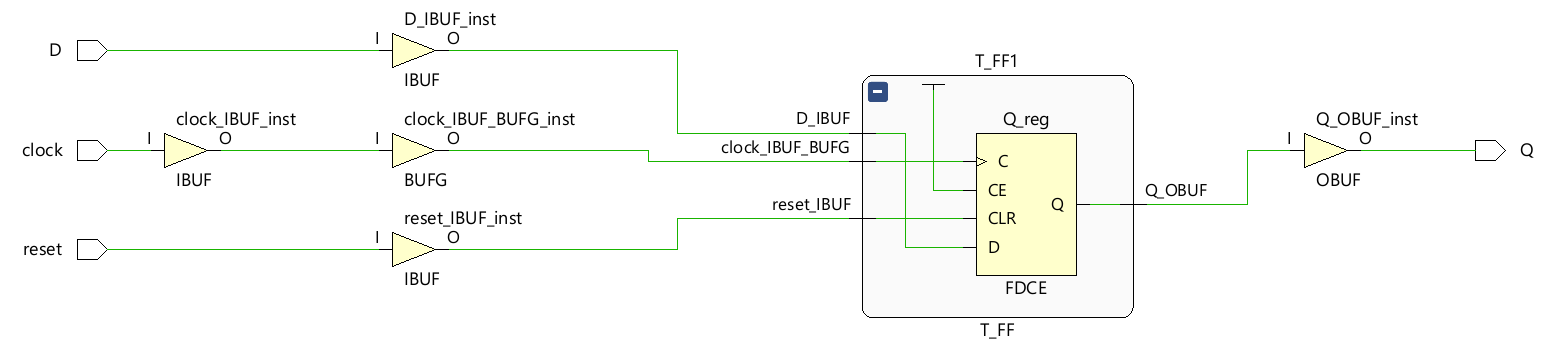 D_IBUF_inst
D
I
O
IBUF
T_FF1
clock_IBUF_inst
clock_IBUF_BUFG_inst
D_IBUF
Q_reg
Q_OBUF_inst
clock
I
O
I
O
clock_IBUF_BUFG
C
I
O
Q
IBUF
BUFG
CE
OBUF
reset_IBUF_inst
reset_IBUF
CLR
Q
Q_OBUF
reset
I
O
D
IBUF
FDCE
T_FF